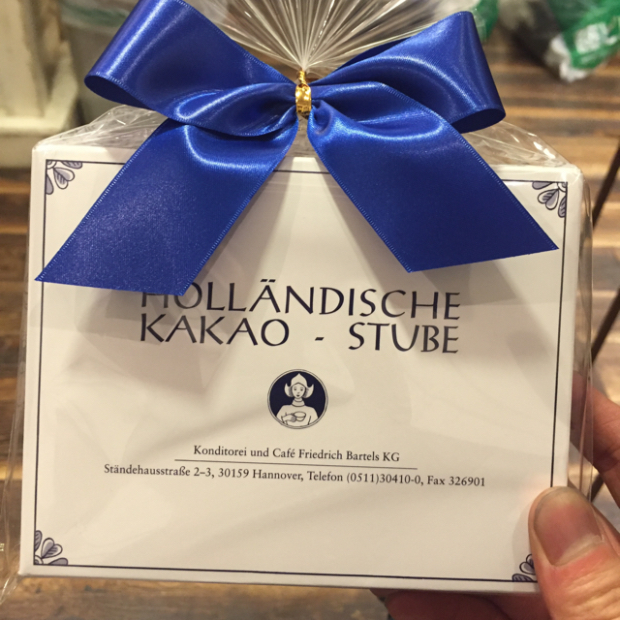 HOLLÄNDISCHE
KAKAO - STUBE
Konditorei und Café Friedrich Bartels KG
Ständehausstraße 2–3, 30159 Hannover, Telefon (0511)30410-0, Fax 326901